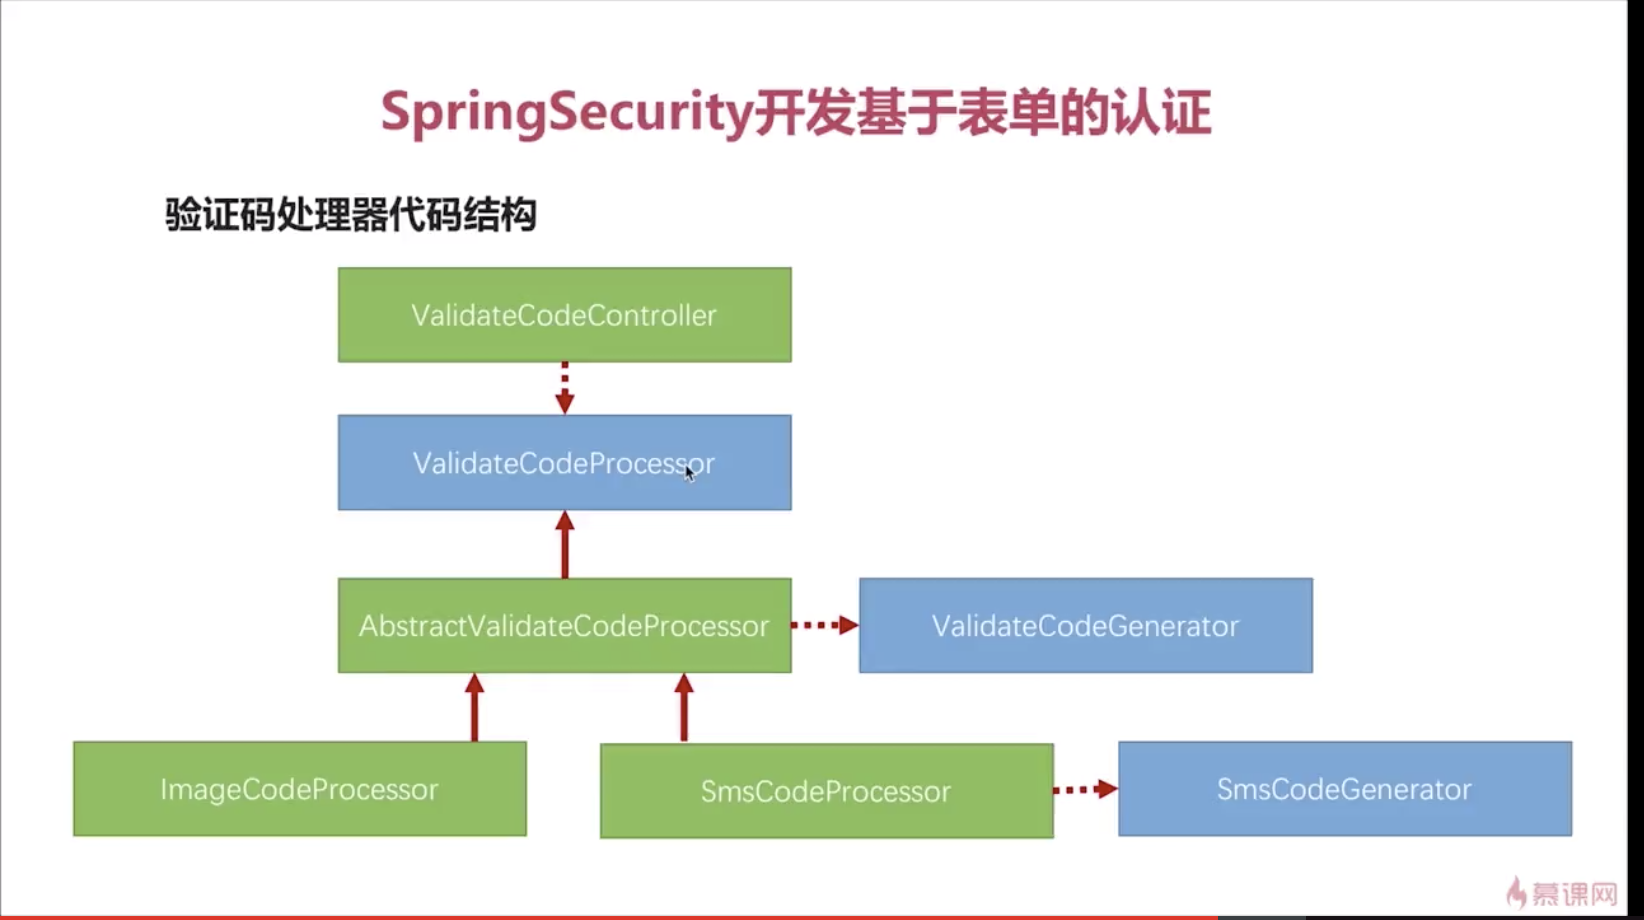 SpringSecurity开发基于表单的认证
验证码处理器代码结构
ValidateCodeController
ValidateCodeProcessor
AbstractValidateCodeProcessor
ValidateCodeGenerator
ImageCodeProcessor
SmsCodeProcessor
SmsCodeGenerator
慕课网